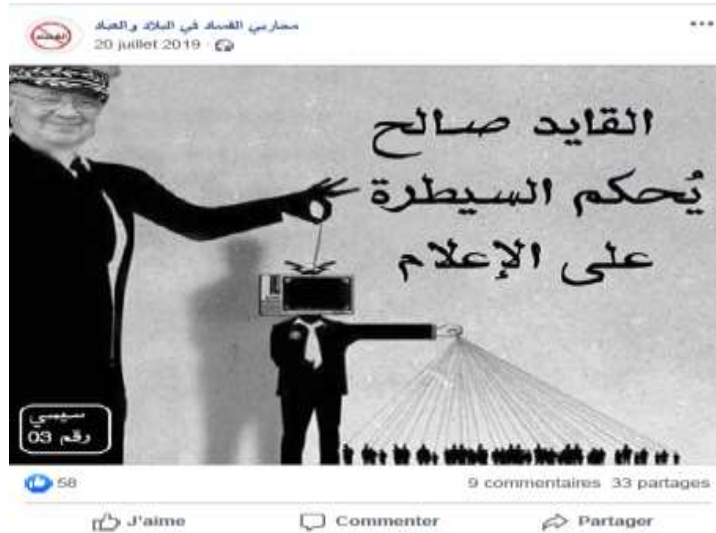 محاربي الفساد في البلاد والعباد
20 juillet 2019
القايد صالح
يُحكم السيطرة
على الإعلام
سيسي
رقم 03
58
9 commentaires 33 partages
J'aime
Commenter
Partager